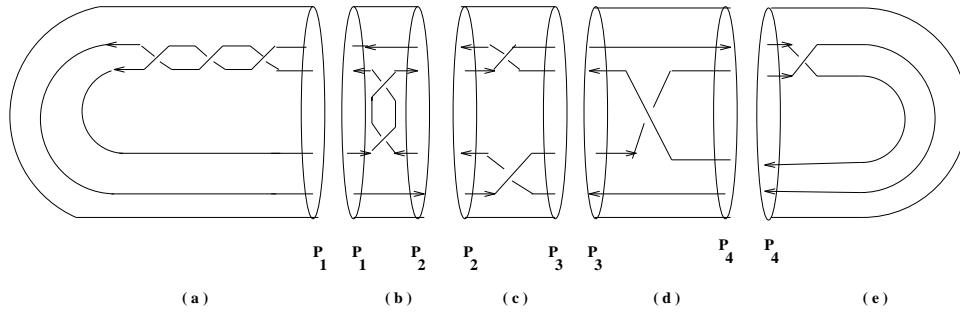 P1 P1 P2 P2 P3 P3 P4 P4
( a ) ( b ) ( c ) ( d ) ( e )